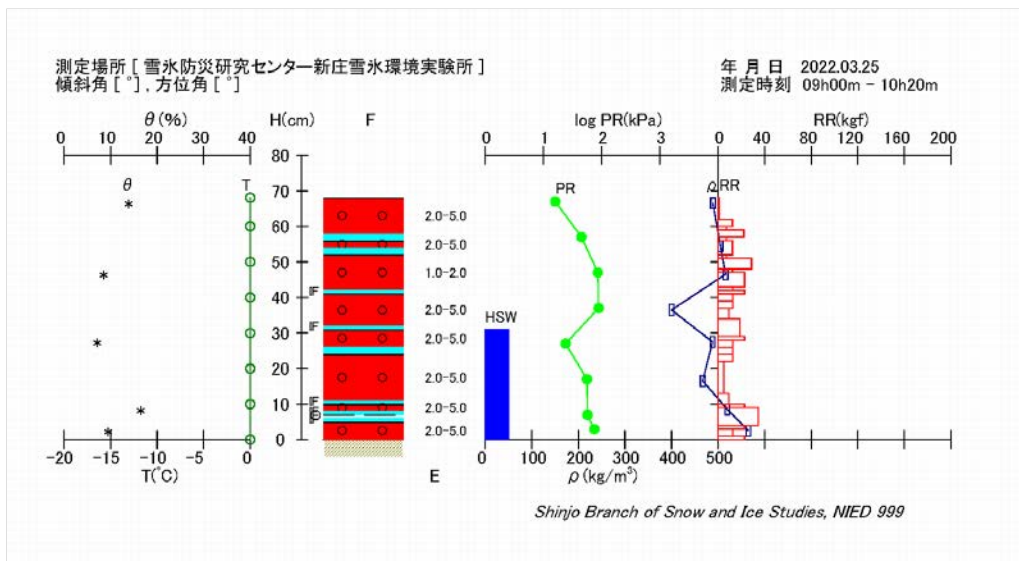 測定場所 [ 雪氷防災研究センター新庄雪氷環境実験所 ]
年 月 日 2022.03.25
傾斜角 [ °] , 方位角 [ °]
測定時刻 09h00m - 10h20m
θ (%) H(cm) F log PR(kPa) RR(kgf)
0 10 20 30 40 0 1 2 3 0 40 80 120 160 200
80
θ T 70 PR ρ RR
2.0-5.0
60
2.0-5.0
50
1.0-2.0
F
40
2.0-5.0
F
HSW
30
2.0-5.0
20
2.0-5.0
10
F
2.0-5.0
2.0-5.0
0
-20 -15 -10 -5 0 0 100 200 300 400 500
T(°C) E ρ (kg/m³)
Shinjo Branch of Snow and Ice Studies, NIED 999